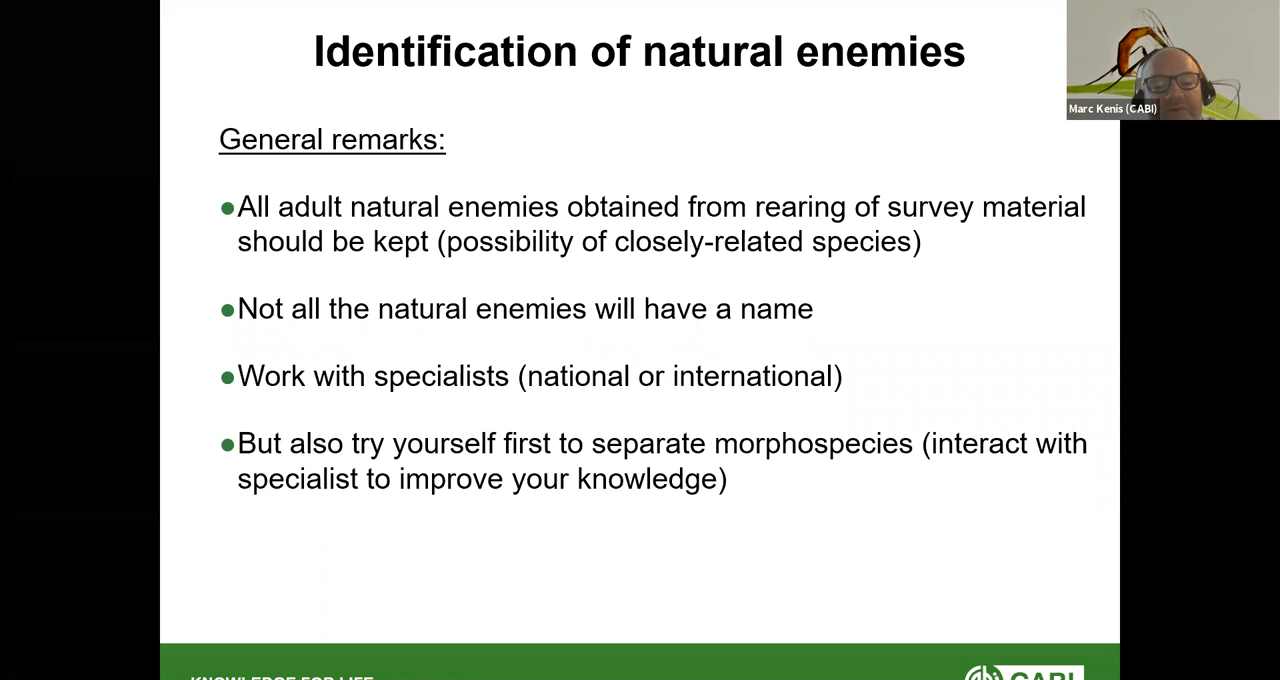 Identification of natural enemies
Marc Kenis (CABI)
General remarks:
●All adult natural enemies obtained from rearing of survey material
should be kept (possibility of closely-related species)
●Not all the natural enemies will have a name
●Work with specialists (national or international)
●But also try yourself first to separate morphospecies (interact with
specialist to improve your knowledge)
KNOWLEDGE FOR LIFE
CABI